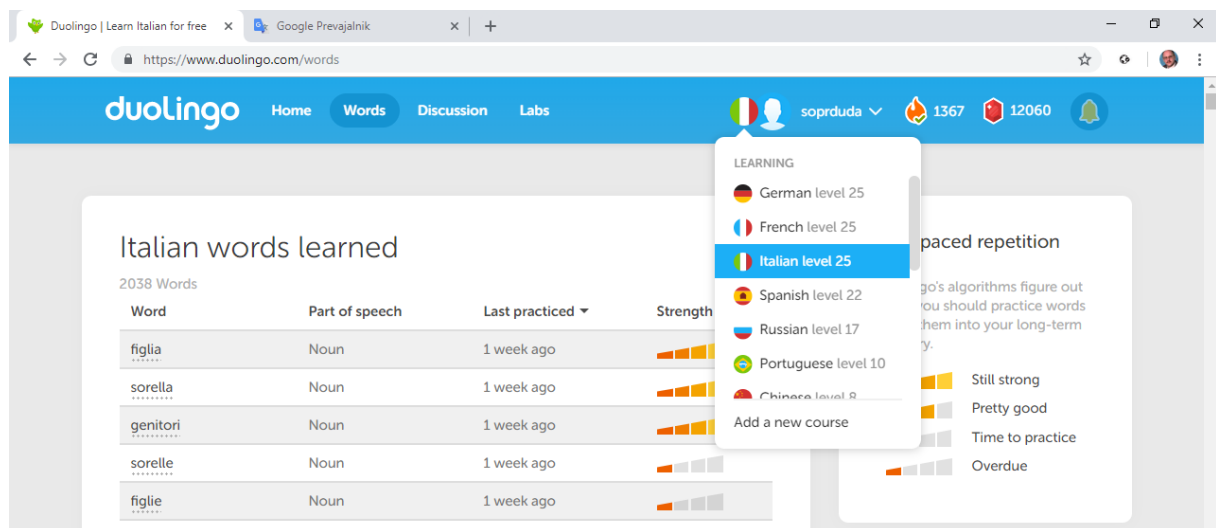 Duolingo | Learn Italian for free
Google Prevajalnik
https://www.duolingo.com/words
duolingo Home Words Discussion Labs soprduda 1367 12060
LEARNING
German level 25
French level 25
Italian level 25
Spanish level 22
Russian level 17
Portuguese level 10
Chinese level 8
Add a new course
Italian words learned
2038 Words
Word Part of speech Last practiced Strength
figlia Noun 1 week ago
sorella Noun 1 week ago
genitori Noun 1 week ago
sorelle Noun 1 week ago
figlie Noun 1 week ago
paced repetition
go's algorithms figure out
you should practice words
them into your long-term
y.
Still strong
Pretty good
Time to practice
Overdue